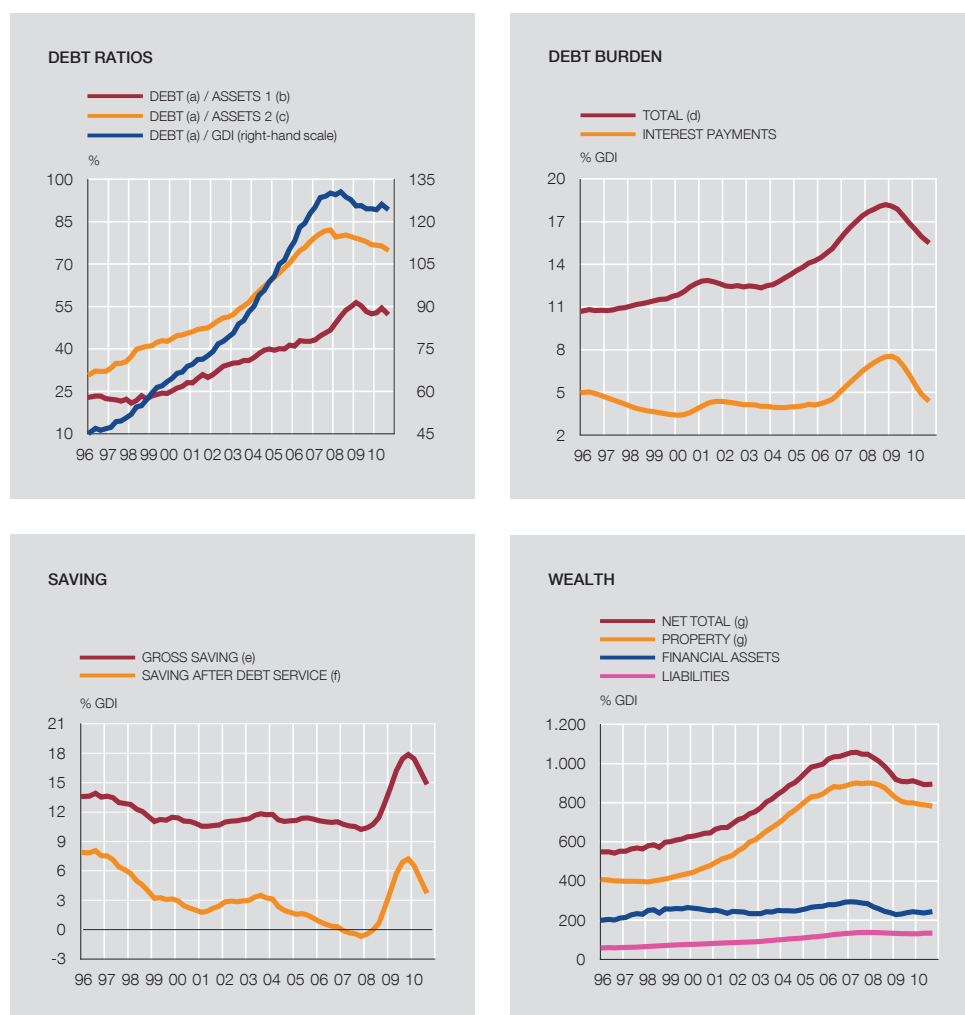 DEBT RATIOS
DEBT (a) / ASSETS 1 (b)
DEBT (a) / ASSETS 2 (c)
DEBT (a) / GDI (right-hand scale)
%
100 135
85 120
70 105
55 90
40 75
25 60
10 45
96 97 98 99 00 01 02 03 04 05 06 07 08 09 10
DEBT BURDEN
TOTAL (d)
INTEREST PAYMENTS
% GDI
20
17
14
11
8
5
2
96 97 98 99 00 01 02 03 04 05 06 07 08 09 10
SAVING
GROSS SAVING (e)
SAVING AFTER DEBT SERVICE (f)
% GDI
21
18
15
12
9
6
3
0
-3
96 97 98 99 00 01 02 03 04 05 06 07 08 09 10
WEALTH
NET TOTAL (g)
PROPERTY (g)
FINANCIAL ASSETS
LIABILITIES
% GDI
1.200
1.000
800
600
400
200
0
96 97 98 99 00 01 02 03 04 05 06 07 08 09 10